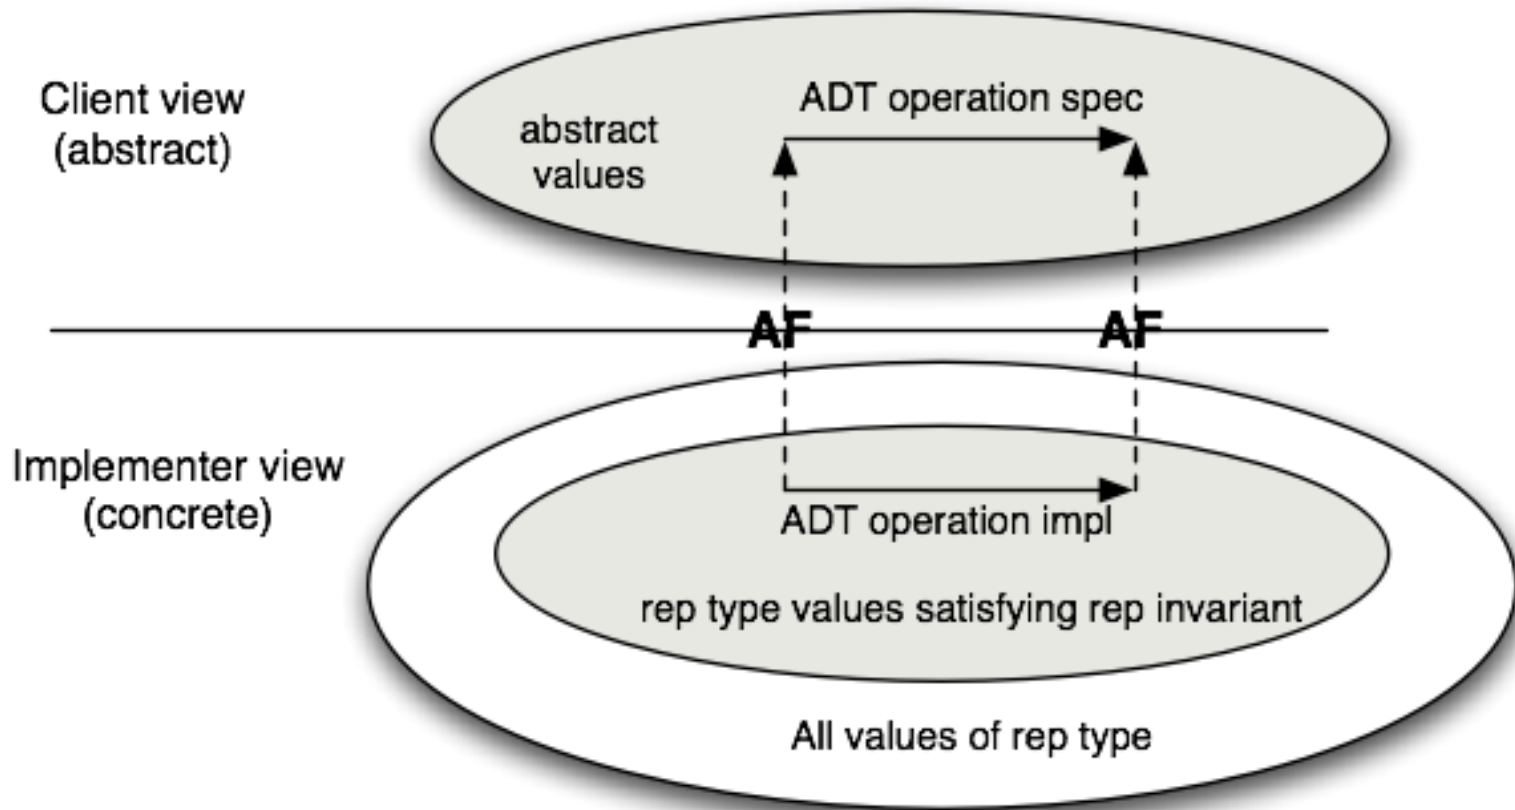 Client view
(abstract)
abstract
values
ADT operation spec
AF
AF
Implementer view
(concrete)
ADT operation impl
rep type values satisfying rep invariant
All values of rep type